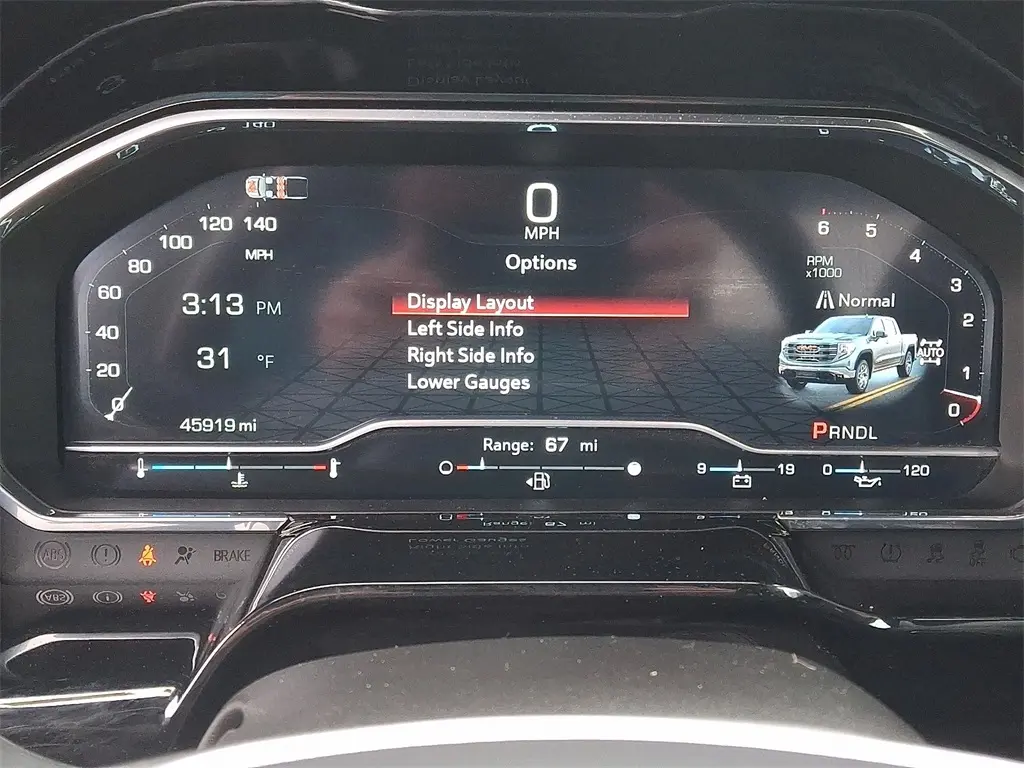 0
MPH
Options
Display Layout
Left Side Info
Right Side Info
Lower Gauges
140
120
100
80
60
40
20
0
MPH
3:13 PM
31 °F
45919 mi
6
5
4
3
2
1
0
RPM
x1000
Normal
GMC
AUTO
PRNDL
Range: 67 mi
9 19
0 120
ABS
BRAKE